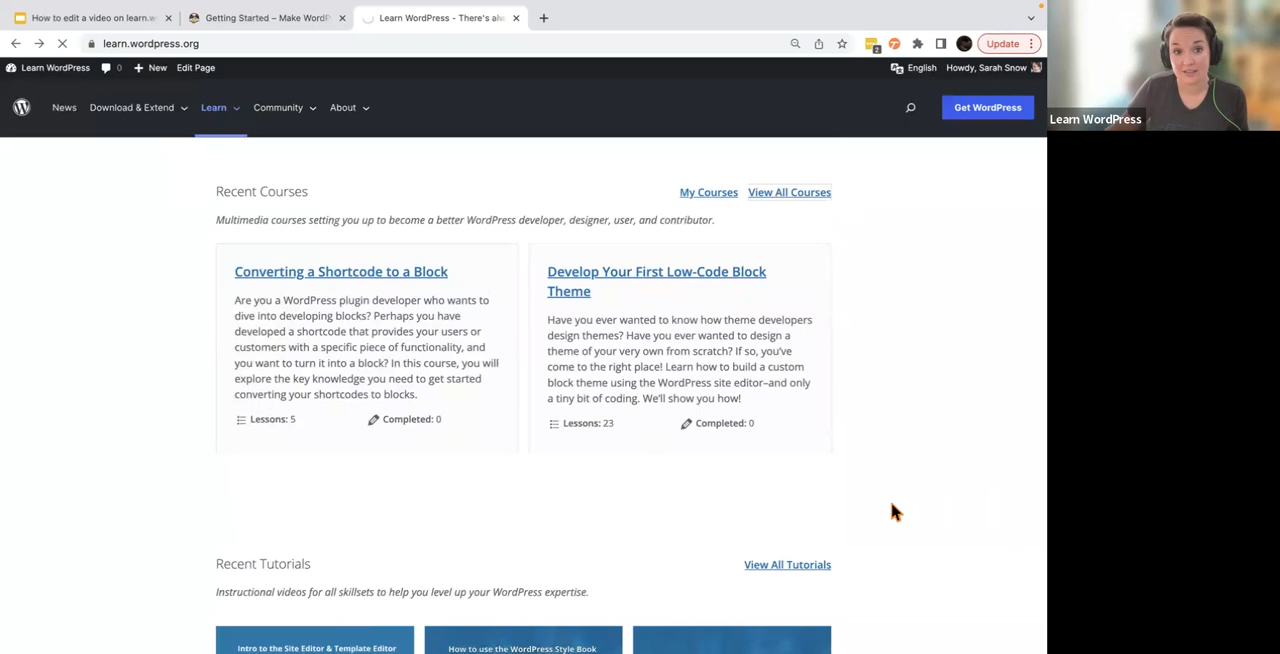 How to edit a video on learn.w
Getting Started – Make WordP
Learn WordPress - There's alw
Update
learn.wordpress.org
2
Learn WordPress 0 New Edit Page English Howdy, Sarah Snow
News Download & Extend Learn Community About Get WordPress
Learn WordPress
Recent Courses My Courses View All Courses
Multimedia courses setting you up to become a better WordPress developer, designer, user, and contributor.
Converting a Shortcode to a Block
Are you a WordPress plugin developer who wants to
dive into developing blocks? Perhaps you have
developed a shortcode that provides your users or
customers with a specific piece of functionality, and
you want to turn it into a block? In this course, you will
explore the key knowledge you need to get started
converting your shortcodes to blocks.
Lessons: 5 Completed: 0
Develop Your First Low-Code Block
Theme
Have you ever wanted to know how theme developers
design themes? Have you ever wanted to design a
theme of your very own from scratch? If so, you've
come to the right place! Learn how to build a custom
block theme using the WordPress site editor–and only
a tiny bit of coding. We'll show you how!
Lessons: 23 Completed: 0
Recent Tutorials View All Tutorials
Instructional videos for all skillsets to help you level up your WordPress expertise.
Intro to the Site Editor & Template Editor
How to use the WordPress Style Book